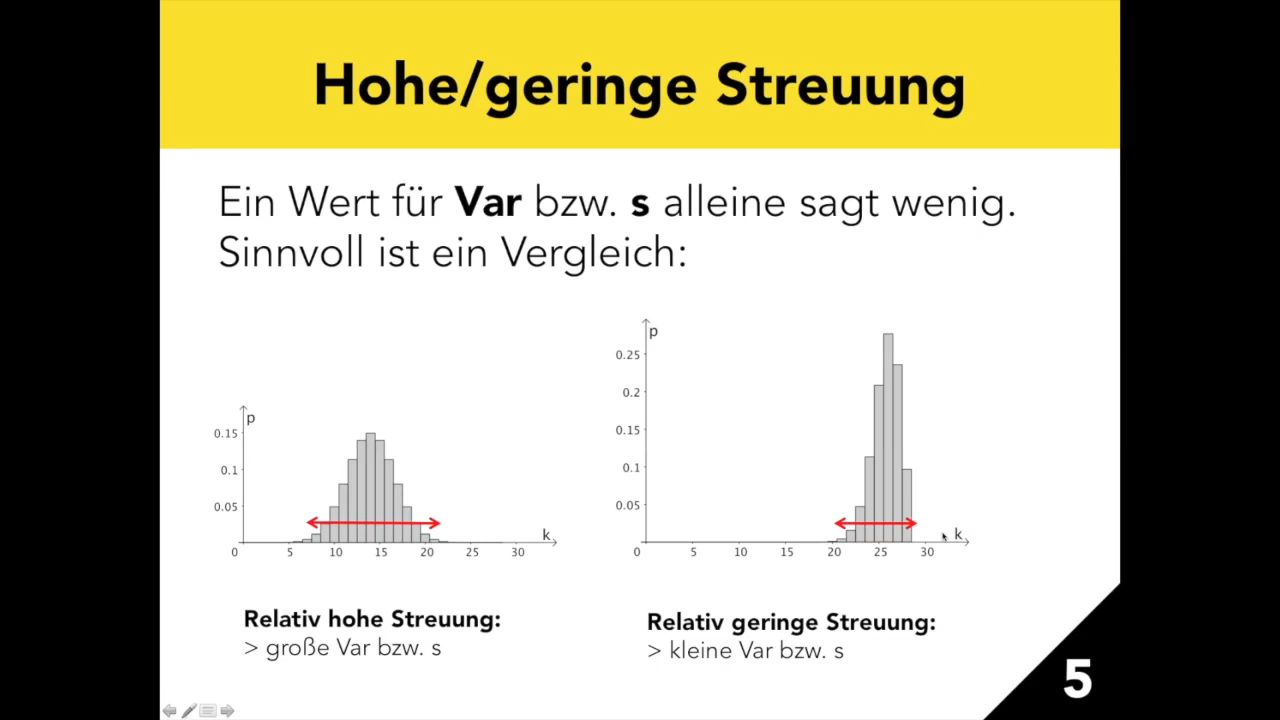 Hohe/geringe Streuung
Ein Wert für Var bzw. s alleine sagt wenig.
Sinnvoll ist ein Vergleich:
p
0.15
0.1
0.05
0 5 10 15 20 25 30
k
p
0.25
0.2
0.15
0.1
0.05
0 5 10 15 20 25 30
k
Relativ hohe Streuung:
> große Var bzw. s
Relativ geringe Streuung:
> kleine Var bzw. s
5